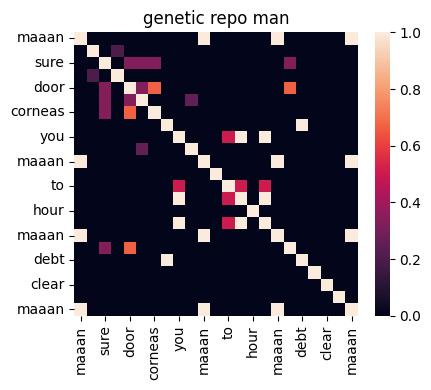 genetic repo man
maaan
sure
door
corneas
you
maaan
to
hour
maaan
debt
clear
maaan
1.0
0.8
0.6
0.4
0.2
0.0
maaan
sure
door
corneas
you
maaan
to
hour
maaan
debt
clear
maaan